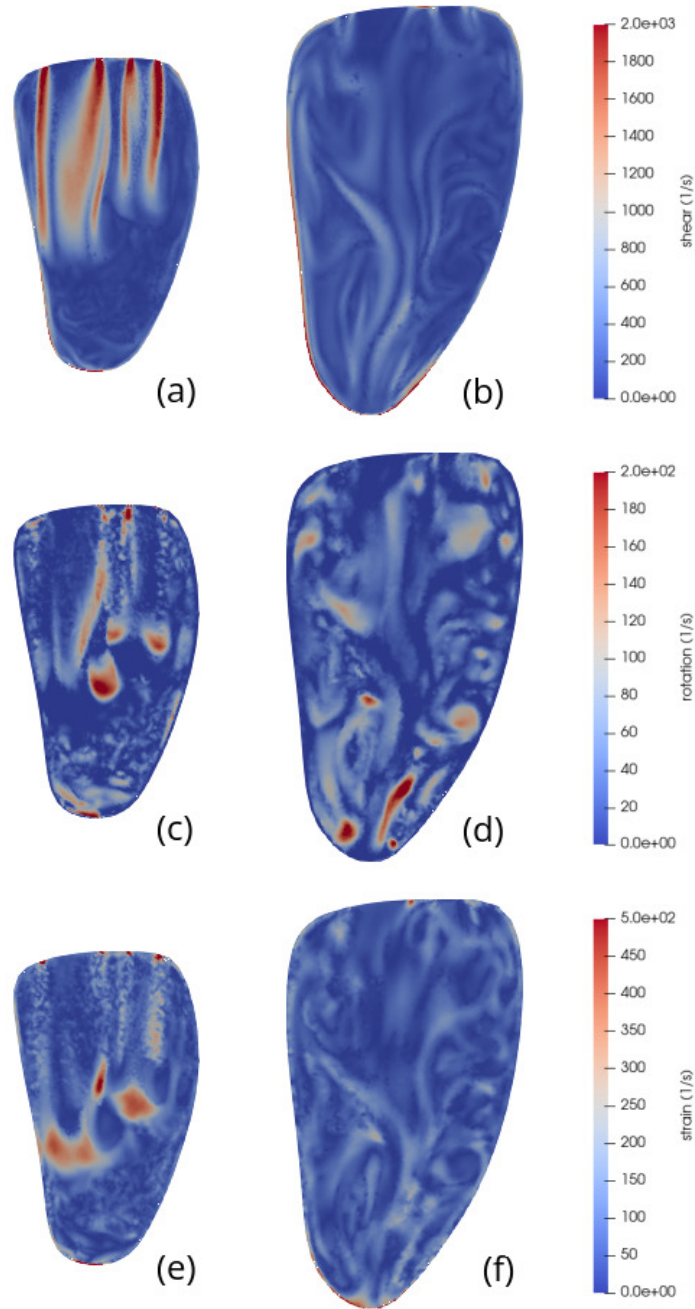 2.0e+03
1800
1600
1400
1200
1000
800
600
400
200
0.0e+00
shear (1/s)
(a)
(b)
2.0e+02
180
160
140
120
100
80
60
40
20
0.0e+00
rotation (1/s)
(c)
(d)
5.0e+02
450
400
350
300
250
200
150
100
50
0.0e+00
strain (1/s)
(e)
(f)